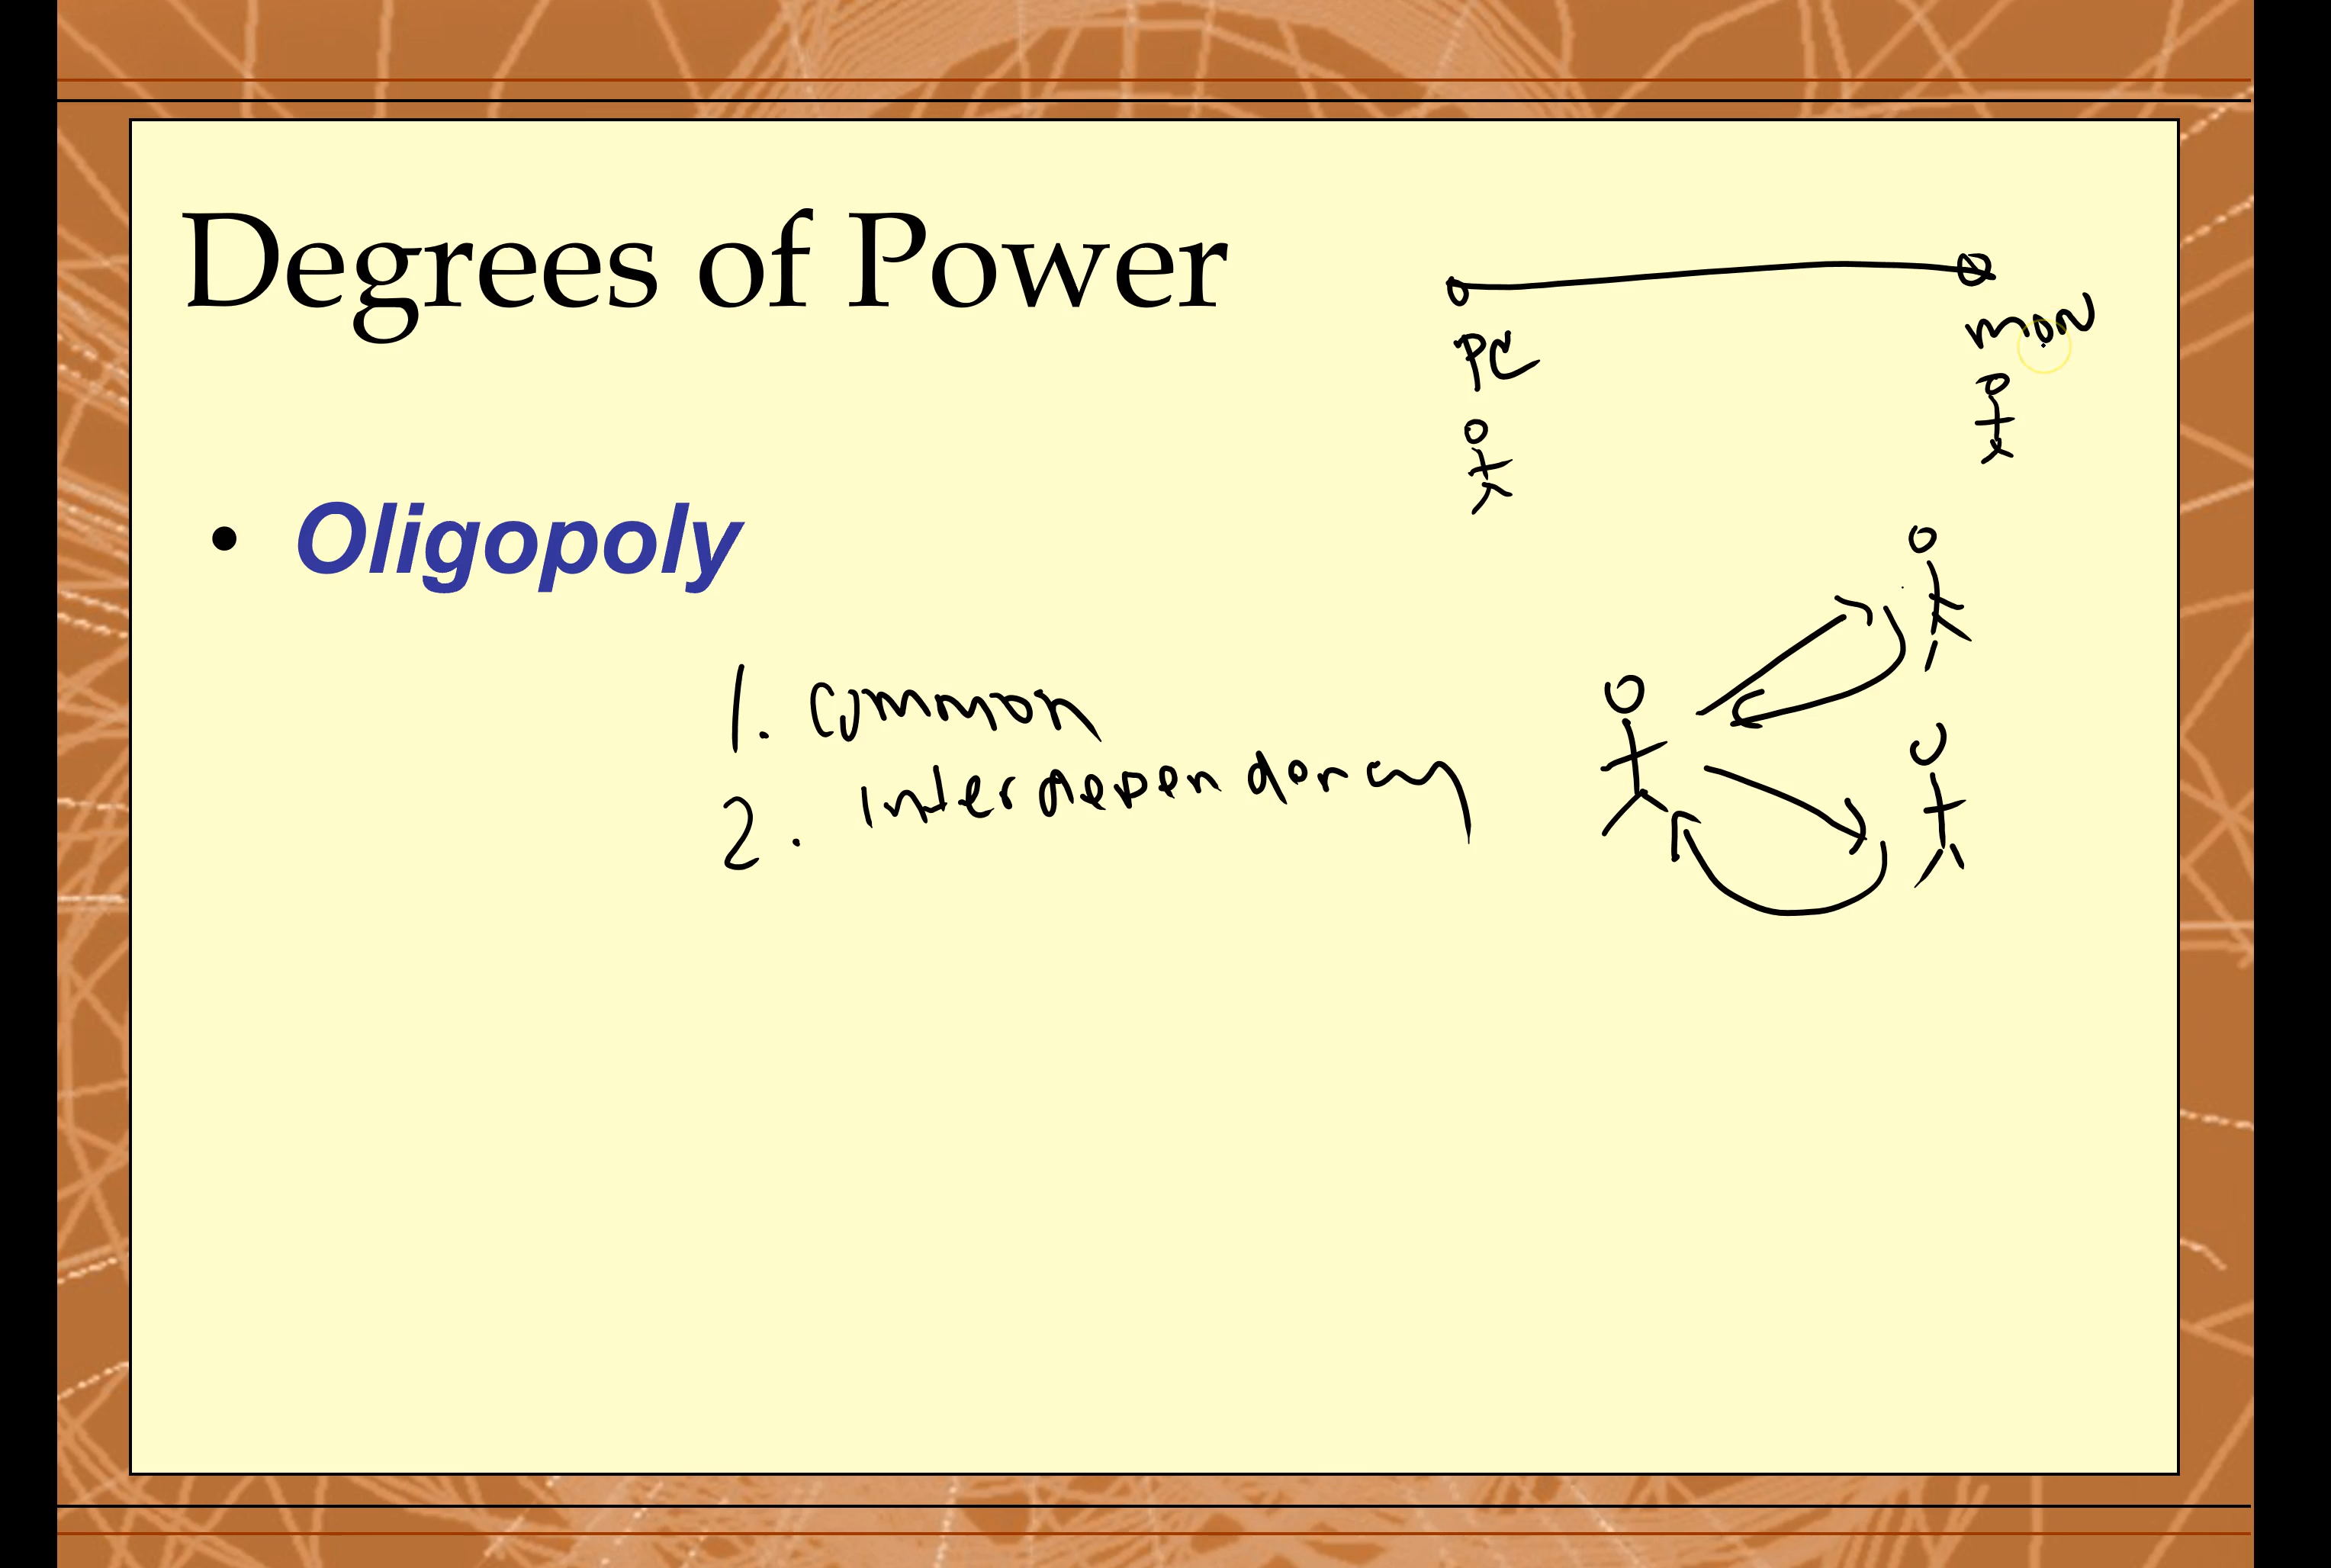 Degrees of Power
PC
mon
• Oligopoly
1. common
2. interdependency